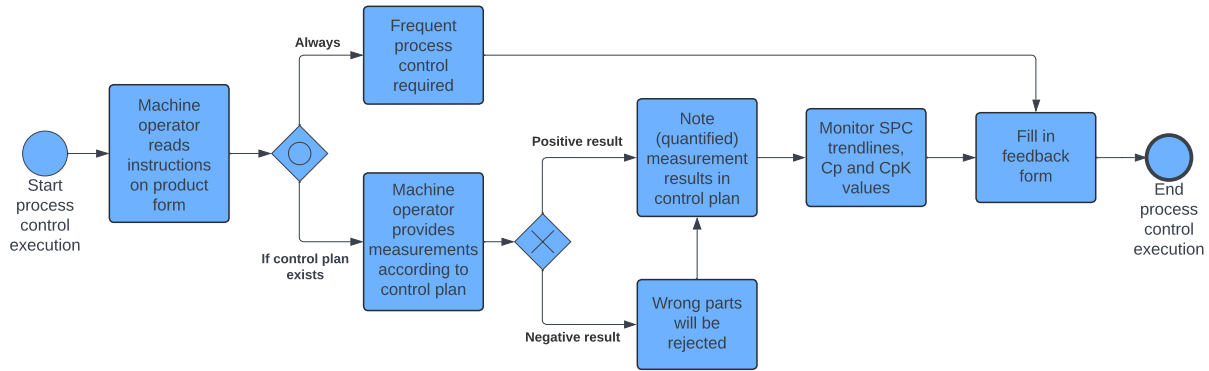 Start
process
control
execution
Machine
operator
reads
instructions
on product
form
Always
Frequent
process
control
required
If control plan
exists
Machine
operator
provides
measurements
according to
control plan
Positive result
Negative result
Note
(quantified)
measurement
results in
control plan
Wrong parts
will be
rejected
Monitor SPC
trendlines,
Cp and CpK
values
Fill in
feedback
form
End
process
control
execution